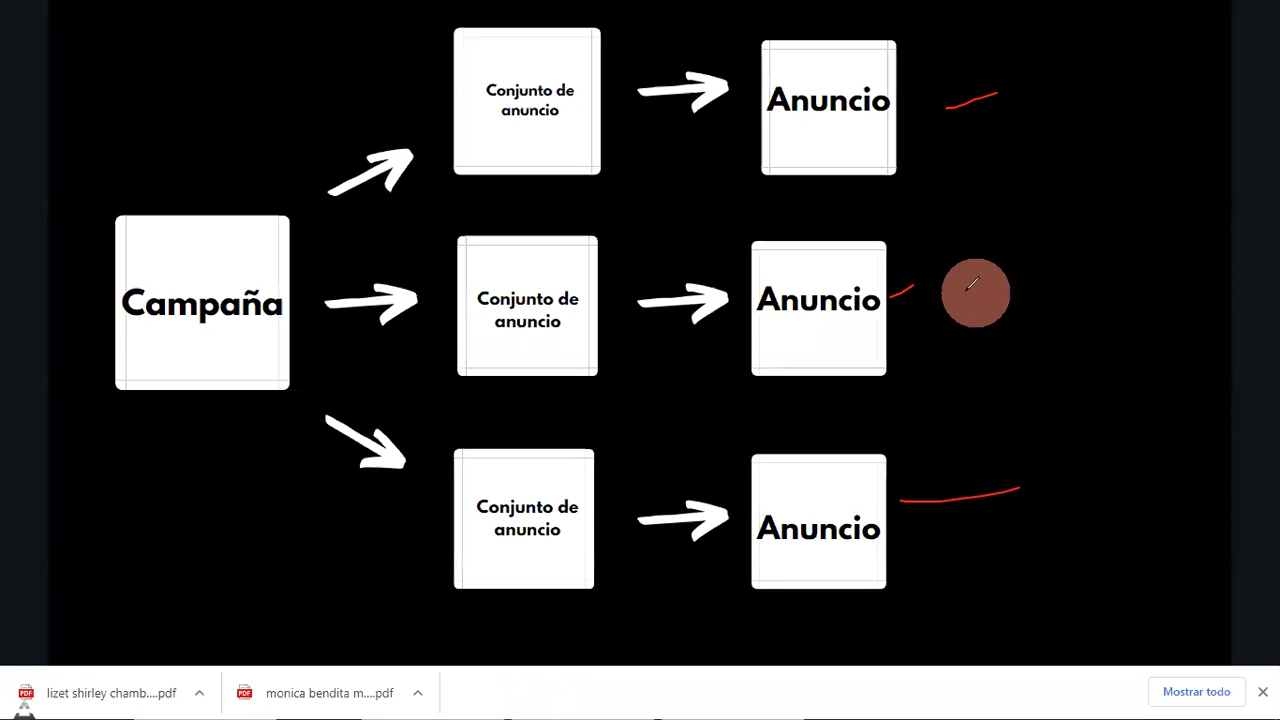 Conjunto de
anuncio
Anuncio
Campaña
Conjunto de
anuncio
Anuncio
Conjunto de
anuncio
Anuncio
lizet shirley chamb....pdf
monica bendita m....pdf
Mostrar todo